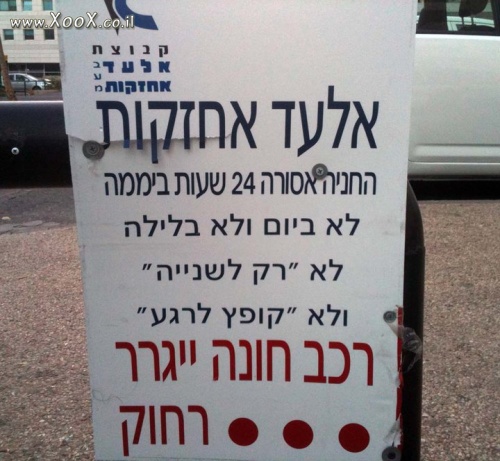 www.XooX.co.il
קבוצת
אלעד
אחזקות
בע"מ
אלעד אחזקות
החניה אסורה 24 שעות ביממה
לא ביום ולא בלילה
לא "רק לשנייה"
ולא "קופץ לרגע"
רכב חונה ייגרר
רחוק